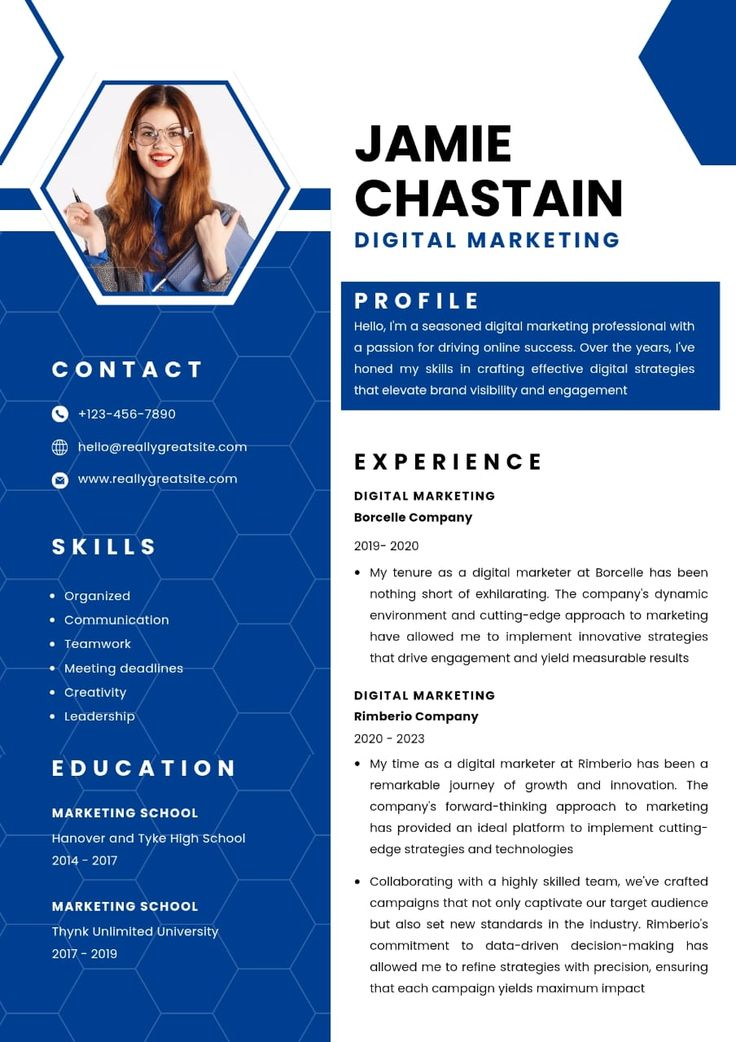 JAMIE
CHASTAIN
DIGITAL MARKETING
PROFILE
Hello, I'm a seasoned digital marketing professional with
a passion for driving online success. Over the years, I've
honed my skills in crafting effective digital strategies
that elevate brand visibility and engagement
CONTACT
+123-456-7890
hello@reallygreatsite.com
www.reallygreatsite.com
SKILLS
• Organized
• Communication
• Teamwork
• Meeting deadlines
• Creativity
• Leadership
EDUCATION
MARKETING SCHOOL
Hanover and Tyke High School
2014 - 2017
MARKETING SCHOOL
Thynk Unlimited University
2017 - 2019
EXPERIENCE
DIGITAL MARKETING
Borcelle Company
2019- 2020
• My tenure as a digital marketer at Borcelle has been
nothing short of exhilarating. The company's dynamic
environment and cutting-edge approach to marketing
have allowed me to implement innovative strategies
that drive engagement and yield measurable results
DIGITAL MARKETING
Rimberio Company
2020 - 2023
• My time as a digital marketer at Rimberio has been a
remarkable journey of growth and innovation. The
company's forward-thinking approach to marketing
has provided an ideal platform to implement cutting-
edge strategies and technologies
• Collaborating with a highly skilled team, we've crafted
campaigns that not only captivate our target audience
but also set new standards in the industry. Rimberio's
commitment to data-driven decision-making has
allowed me to refine strategies with precision, ensuring
that each campaign yields maximum impact